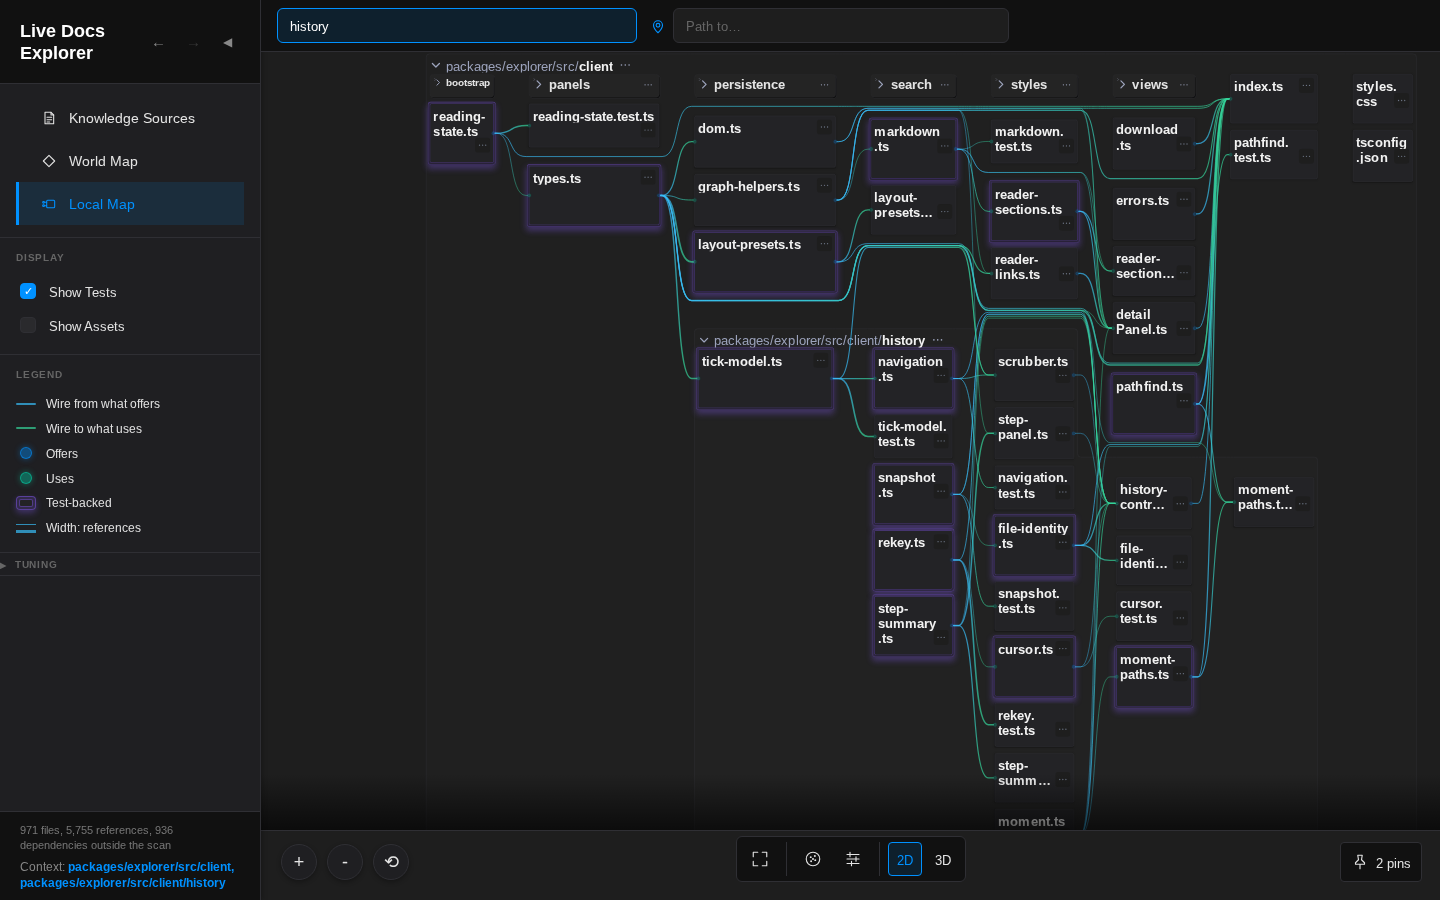 Live Docs
Explorer
← → ◀
Knowledge Sources
World Map
Local Map
DISPLAY
Show Tests
Show Assets
LEGEND
Wire from what offers
Wire to what uses
Offers
Uses
Test-backed
Width: references
TUNING
971 files, 5,755 references, 936
dependencies outside the scan
Context: packages/explorer/src/client,
packages/explorer/src/client/history
history
Path to...
packages/explorer/src/client ...
bootstrap
panels ...
persistence ...
search ...
styles ...
views ...
index.ts ...
styles.
css ...
reading-
state.ts
...
reading-state.test.ts
...
types.ts ...
dom.ts ...
graph-helpers.ts ...
layout-presets.ts ...
markdown
.ts ...
layout-
presets… ...
markdown.
test.ts ...
reader-
sections.ts
...
reader-
links.ts ...
download
.ts ...
errors.ts ...
reader-
section… ...
detail
Panel.ts ...
pathfind.ts
...
pathfind.
test.ts ...
tsconfig
.json ...
packages/explorer/src/client/history ...
tick-model.ts ...
navigation
.ts ...
tick-model.
test.ts ...
snapshot
.ts ...
rekey.ts ...
step-
summary
.ts ...
scrubber.ts
...
step-
panel.ts ...
navigation.
test.ts ...
file-identity
.ts ...
snapshot.
test.ts ...
cursor.ts ...
rekey.
test.ts ...
step-
summ… ...
moment.ts
history-
contr… ...
file-
identi… ...
cursor.
test.ts ...
moment-
paths.ts ...
moment-
paths.t… ...
+ - ⟲
2D 3D
2 pins